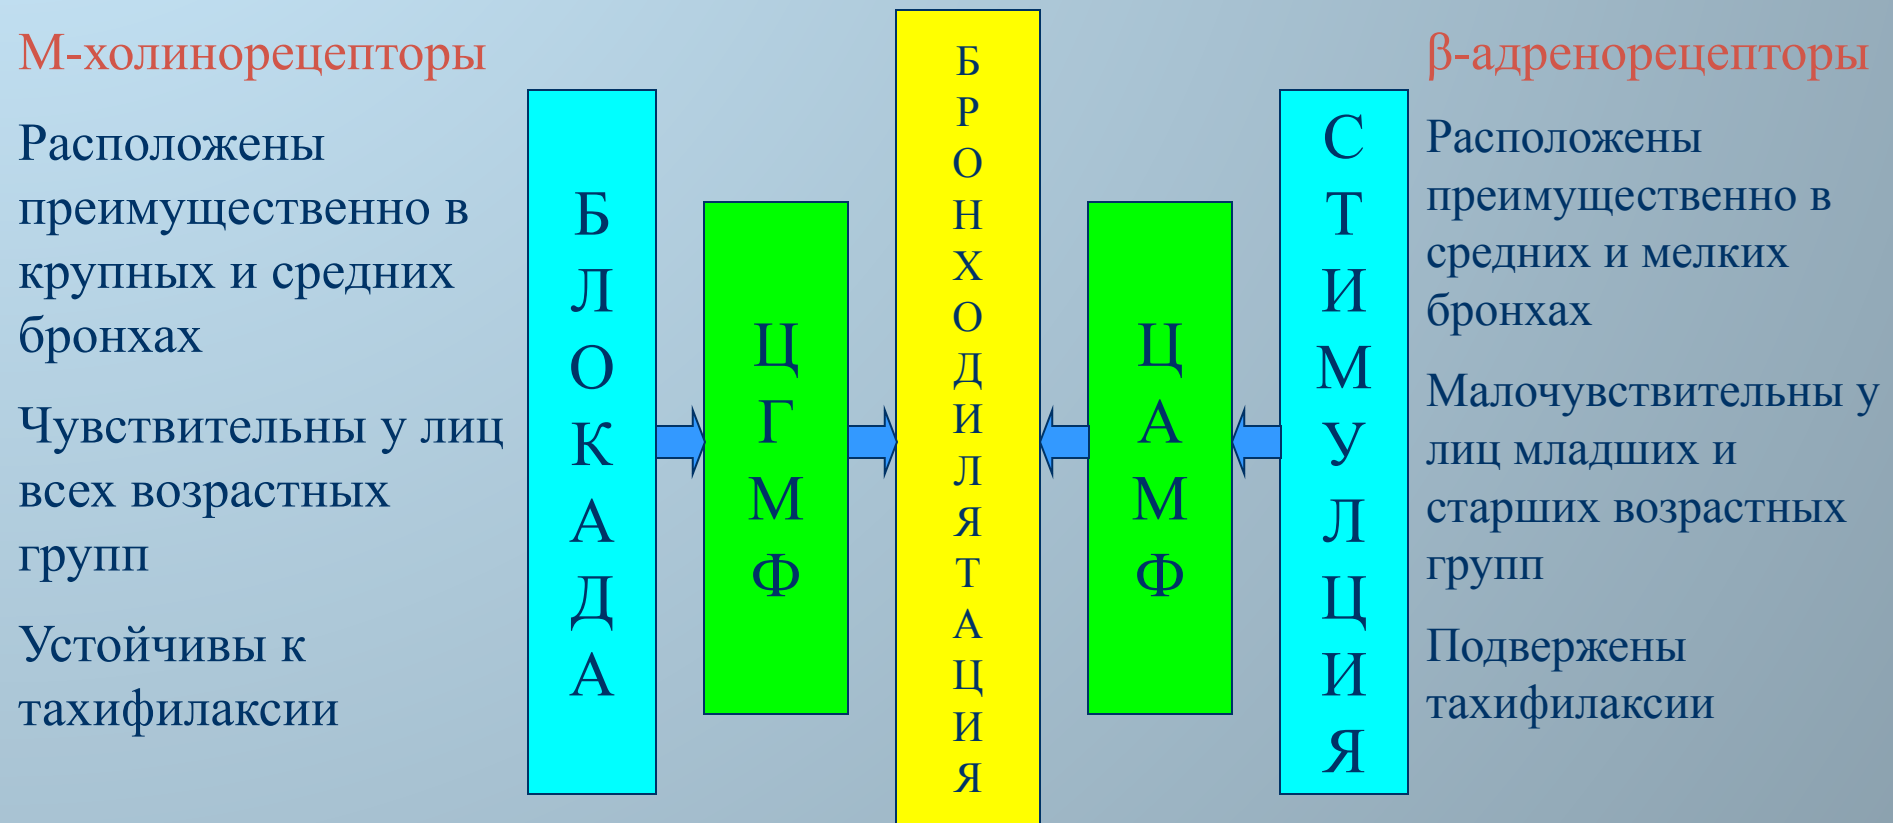 М-холинорецепторы
Расположены
преимущественно в
крупных и средних
бронхах
Чувствительны у лиц
всех возрастных
групп
Устойчивы к
тахифилаксии
БЛОКАДА
ЦГМФ
БРОНХОДИЛЯТАЦИЯ
ЦАМФ
СТИМУЛЦИЯ
β-адренорецепторы
Расположены
преимущественно в
средних и мелких
бронхах
Малочувствительны у
лиц младших и
старших возрастных
групп
Подвержены
тахифилаксии